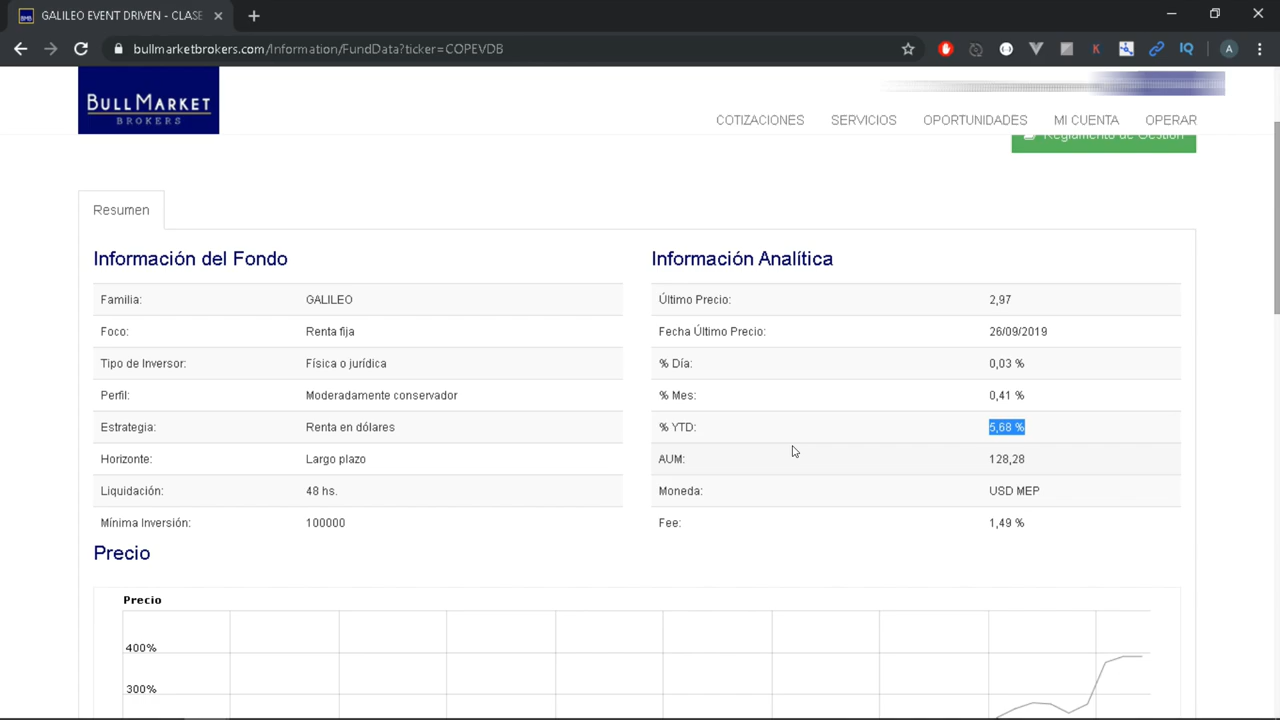 GALILEO EVENT DRIVEN - CLASE
bullmarketbrokers.com/Information/FundData?ticker=COPEVDB
A
BULLMARKET
BROKERS
COTIZACIONES SERVICIOS OPORTUNIDADES MI CUENTA OPERAR
Reglamento de Gestión
Resumen
Información del Fondo
Familia: GALILEO
Foco: Renta fija
Tipo de Inversor: Física o jurídica
Perfil: Moderadamente conservador
Estrategia: Renta en dólares
Horizonte: Largo plazo
Liquidación: 48 hs.
Mínima Inversión: 100000
Información Analítica
Último Precio: 2,97
Fecha Último Precio: 26/09/2019
% Día: 0,03 %
% Mes: 0,41 %
% YTD: 5,68 %
AUM: 128,28
Moneda: USD MEP
Fee: 1,49 %
Precio
Precio
400%
300%